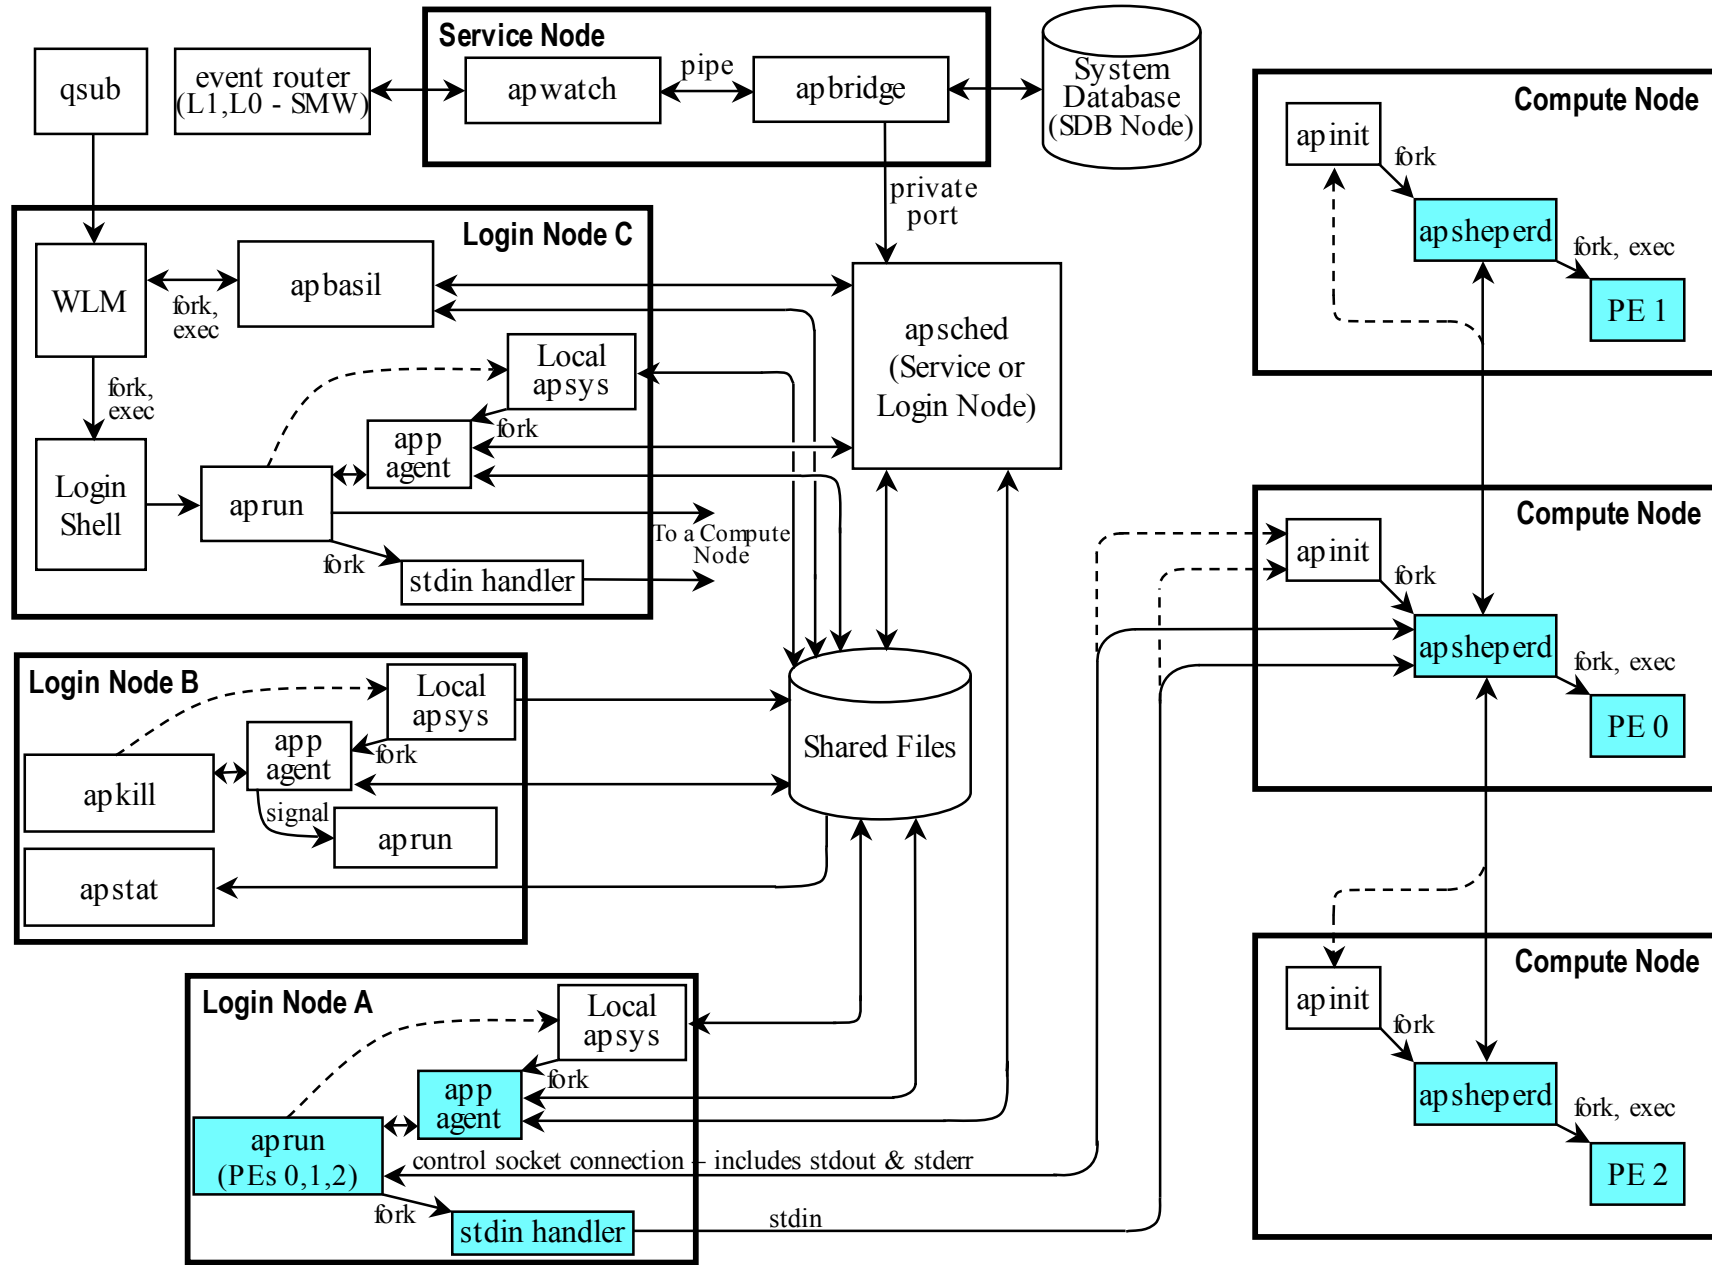 Service Node
qsub
event router
(L1,L0 - SMW)
apwatch
pipe
apbridge
System
Database
(SDB Node)
private
port
Login Node C
WLM
fork,
exec
apbasil
fork,
exec
Local
apsys
fork
app
agent
Login
Shell
aprun
fork
stdin handler
To a Compute
Node
apsched
(Service or
Login Node)
Login Node B
Local
apsys
fork
app
agent
apkill
signal
aprun
apstat
Shared Files
Login Node A
Local
apsys
fork
app
agent
aprun
(PEs 0,1,2)
control socket connection – includes stdout & stderr
fork
stdin handler
stdin
Compute Node
apinit
fork
apsheperd
fork, exec
PE 1
Compute Node
apinit
fork
apsheperd
fork, exec
PE 0
Compute Node
apinit
fork
apsheperd
fork, exec
PE 2